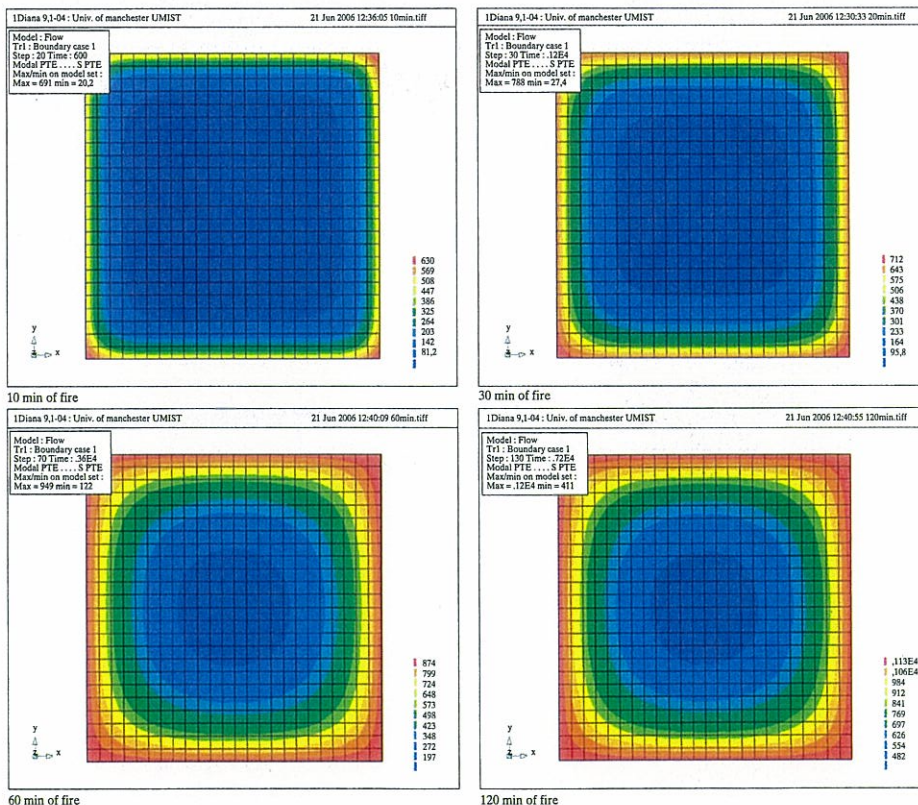 1Diana 9,1-04 : Univ. of manchester UMIST 21 Jun 2006 12:36:05 10min.tiff
Model : Flow
Tr1 : Boundary case 1
Step : 20 Time : 600
Modal PTE .... S PTE
Max/min on model set :
Max = 691 min = 20,2
630
569
508
447
386
325
264
203
142
81,2
y
x
10 min of fire
1Diana 9,1-04 : Univ. of manchester UMIST 21 Jun 2006 12:30:33 20min.tiff
Model : Flow
Tr1 : Boundary case 1
Step : 30 Time : .12E4
Modal PTE .... S PTE
Max/min on model set :
Max = 788 min = 27,4
712
643
575
506
438
370
301
233
164
95,8
y
x
30 min of fire
1Diana 9,1-04 : Univ. of manchester UMIST 21 Jun 2006 12:40:09 60min.tiff
Model : Flow
Tr1 : Boundary case 1
Step : 70 Time : .36E4
Modal PTE .... S PTE
Max/min on model set :
Max = 949 min = 122
874
799
724
648
573
498
423
348
272
197
y
z x
60 min of fire
1Diana 9,1-04 : Univ. of manchester UMIST 21 Jun 2006 12:40:55 120min.tiff
Model : Flow
Tr1 : Boundary case 1
Step : 130 Time : .72E4
Modal PTE .... S PTE
Max/min on model set :
Max = .12E4 min = 411
,113E4
,106E4
984
912
841
769
697
626
554
482
y
z x
120 min of fire